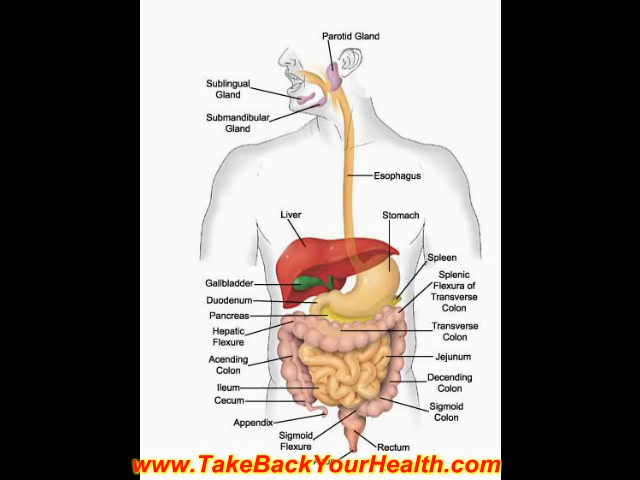 Parotid Gland
Sublingual
Gland
Submandibular
Gland
Esophagus
Liver
Stomach
Spleen
Gallbladder
Splenic
Flexura of
Transverse
Colon
Duodenum
Pancreas
Hepatic
Flexure
Transverse
Colon
Acending
Colon
Jejunum
Ileum
Decending
Colon
Cecum
Sigmoid
Colon
Appendix
Sigmoid
Flexure
Rectum
www.TakeBackYourHealth.com